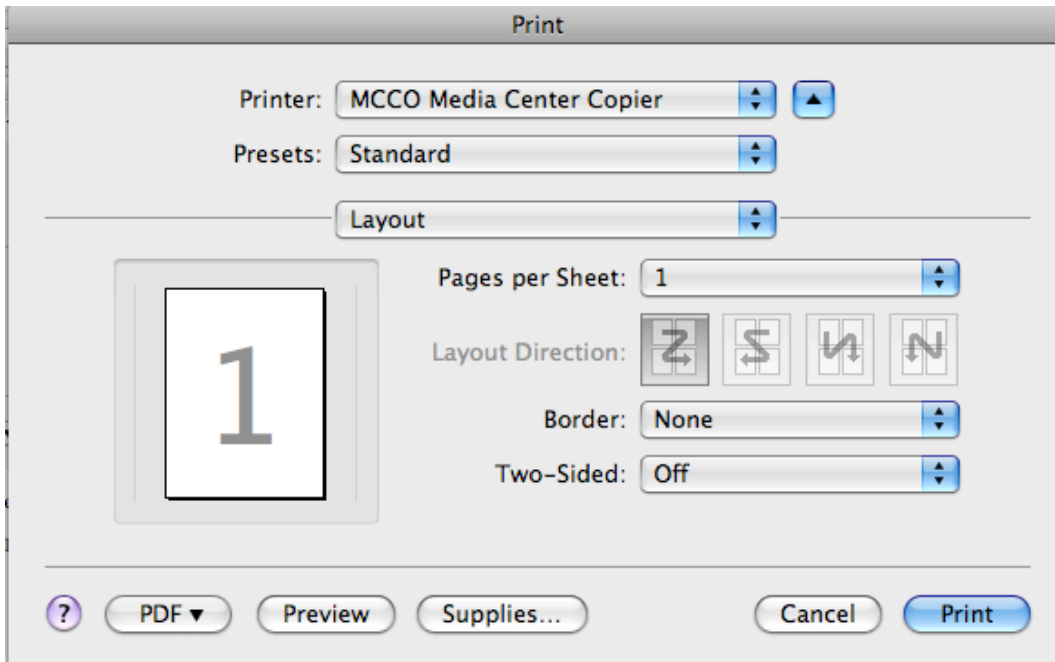 Print
Printer: MCCO Media Center Copier
Presets: Standard
Layout
Pages per Sheet: 1
1
Layout Direction:
Border: None
Two-Sided: Off
? PDF ▼ Preview Supplies... Cancel Print